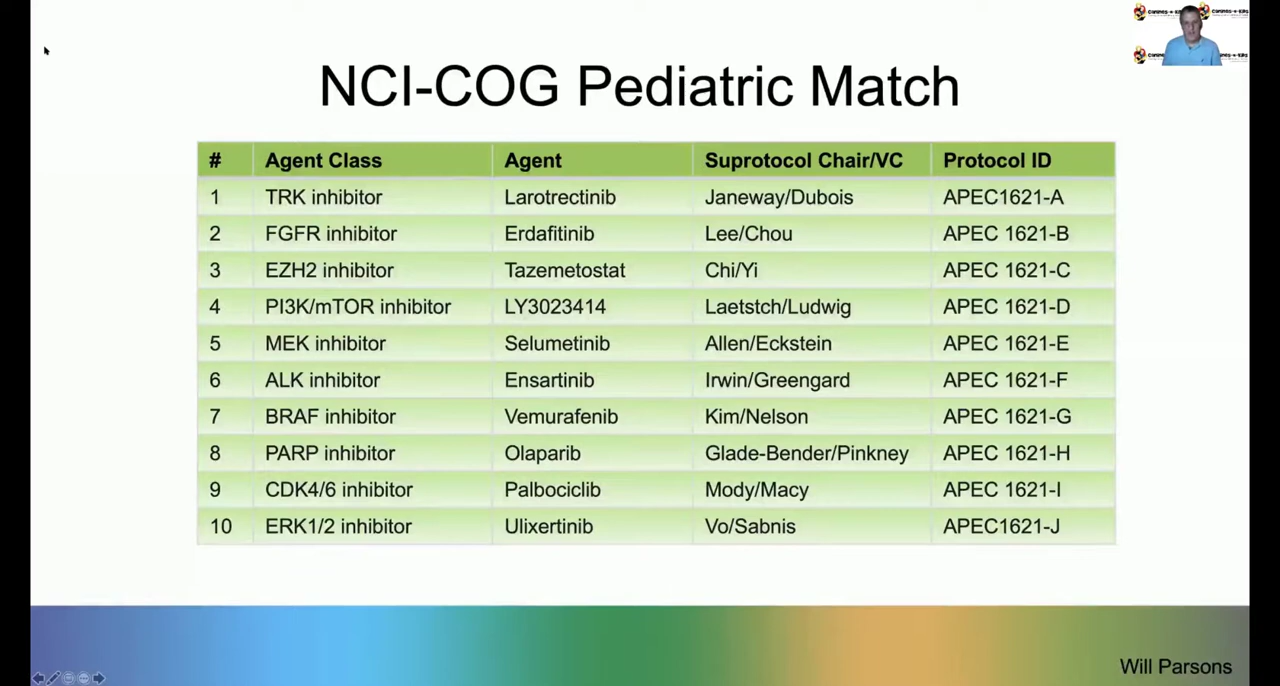 Canines-n-Kids
NCI-COG Pediatric Match
# Agent Class Agent Suprotocol Chair/VC Protocol ID
1 TRK inhibitor Larotrectinib Janeway/Dubois APEC1621-A
2 FGFR inhibitor Erdafitinib Lee/Chou APEC 1621-B
3 EZH2 inhibitor Tazemetostat Chi/Yi APEC 1621-C
4 PI3K/mTOR inhibitor LY3023414 Laetstch/Ludwig APEC 1621-D
5 MEK inhibitor Selumetinib Allen/Eckstein APEC 1621-E
6 ALK inhibitor Ensartinib Irwin/Greengard APEC 1621-F
7 BRAF inhibitor Vemurafenib Kim/Nelson APEC 1621-G
8 PARP inhibitor Olaparib Glade-Bender/Pinkney APEC 1621-H
9 CDK4/6 inhibitor Palbociclib Mody/Macy APEC 1621-I
10 ERK1/2 inhibitor Ulixertinib Vo/Sabnis APEC1621-J
Will Parsons